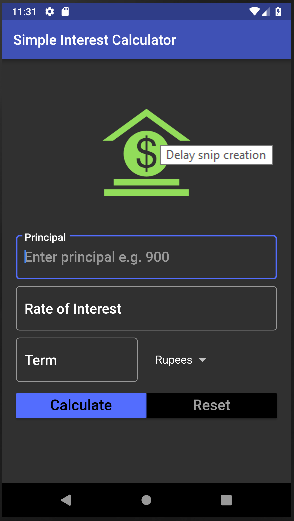 11:31
Simple Interest Calculator
$
Delay snip creation
Principal
Enter principal e.g. 900
Rate of Interest
Term
Rupees
Calculate
Reset